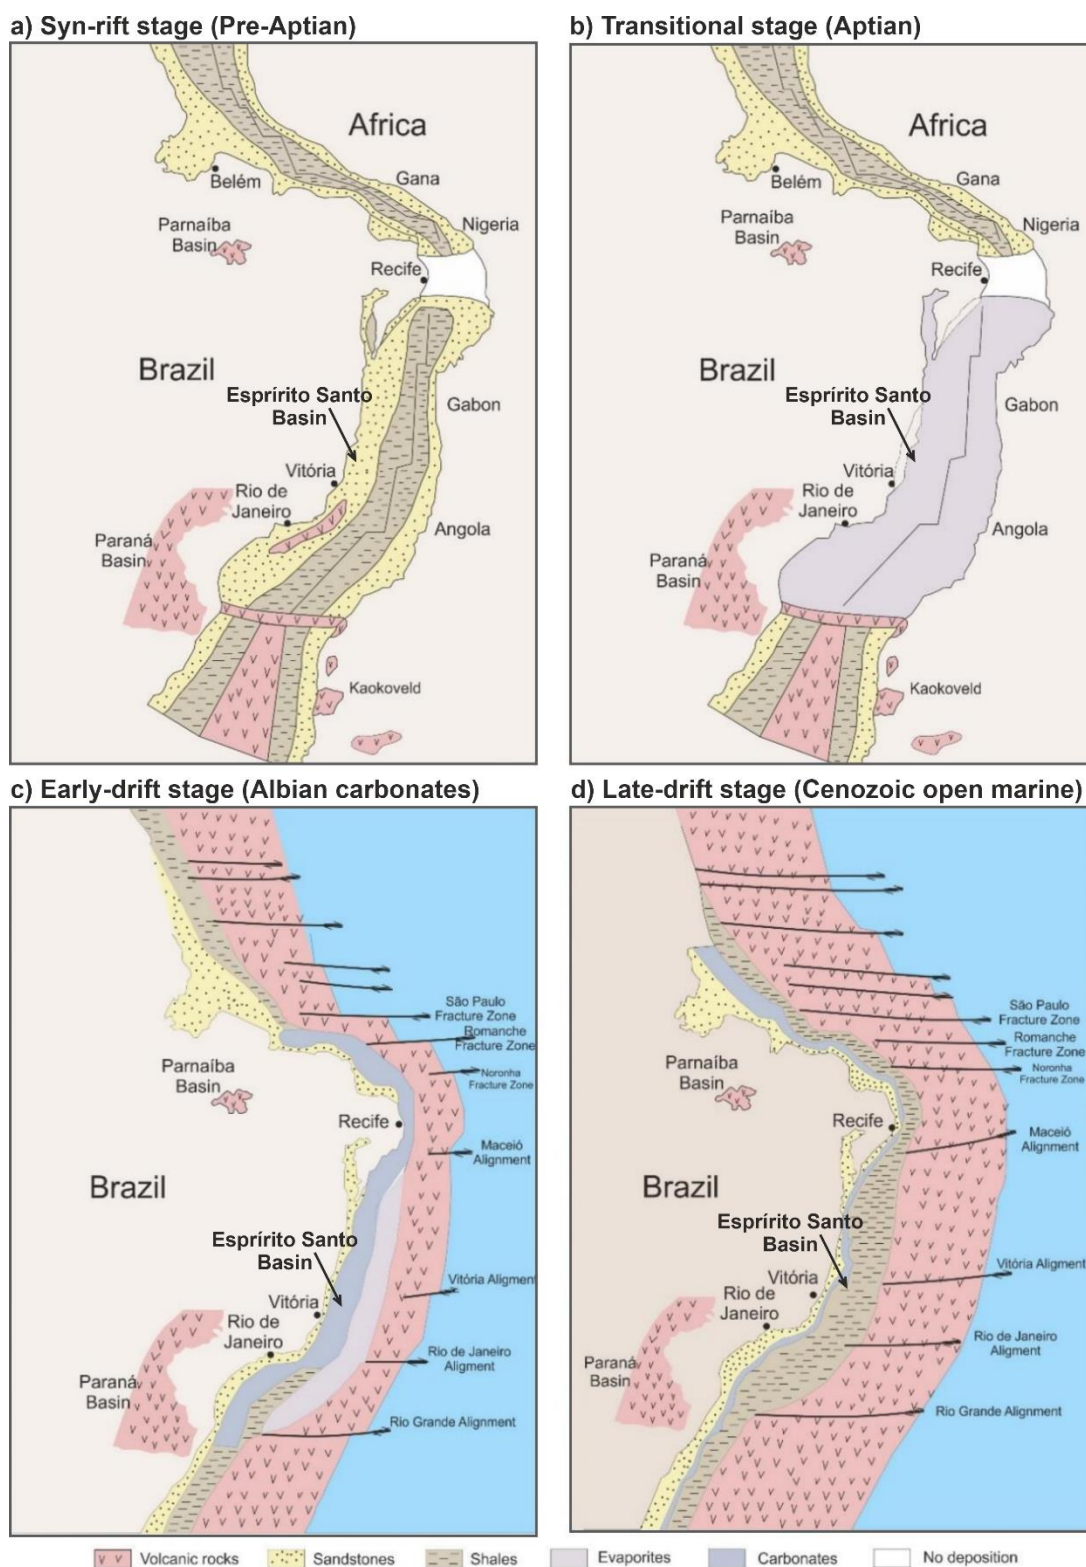 a) Syn-rift stage (Pre-Aptian)
Africa
Belém
Gana
Parnaíba
Basin
Nigeria
Recife
Brazil
Esprírito Santo
Basin
Gabon
Vitória
Rio de
Janeiro
Paraná
Basin
Angola
Kaokoveld
b) Transitional stage (Aptian)
Africa
Belém
Gana
Parnaíba
Basin
Nigeria
Recife
Brazil
Esprírito Santo
Basin
Gabon
Vitória
Rio de
Janeiro
Paraná
Basin
Angola
Kaokoveld
c) Early-drift stage (Albian carbonates)
São Paulo
Fracture Zone
Romanche
Fracture Zone
Parnaíba
Basin
Noronha
Fracture Zone
Recife
Maceió
Alignment
Brazil
Esprírito Santo
Basin
Vitória Aligment
Vitória
Rio de
Janeiro
Rio de Janeiro
Aligment
Paraná
Basin
Rio Grande Alignment
d) Late-drift stage (Cenozoic open marine)
São Paulo
Fracture Zone
Romanche
Fracture Zone
Parnaíba
Basin
Noronha
Fracture Zone
Recife
Maceió
Alignment
Brazil
Esprírito Santo
Basin
Vitória Aligment
Vitória
Rio de
Janeiro
Rio de Janeiro
Aligment
Paraná
Basin
Rio Grande Alignment
Volcanic rocks
Sandstones
Shales
Evaporites
Carbonates
No deposition